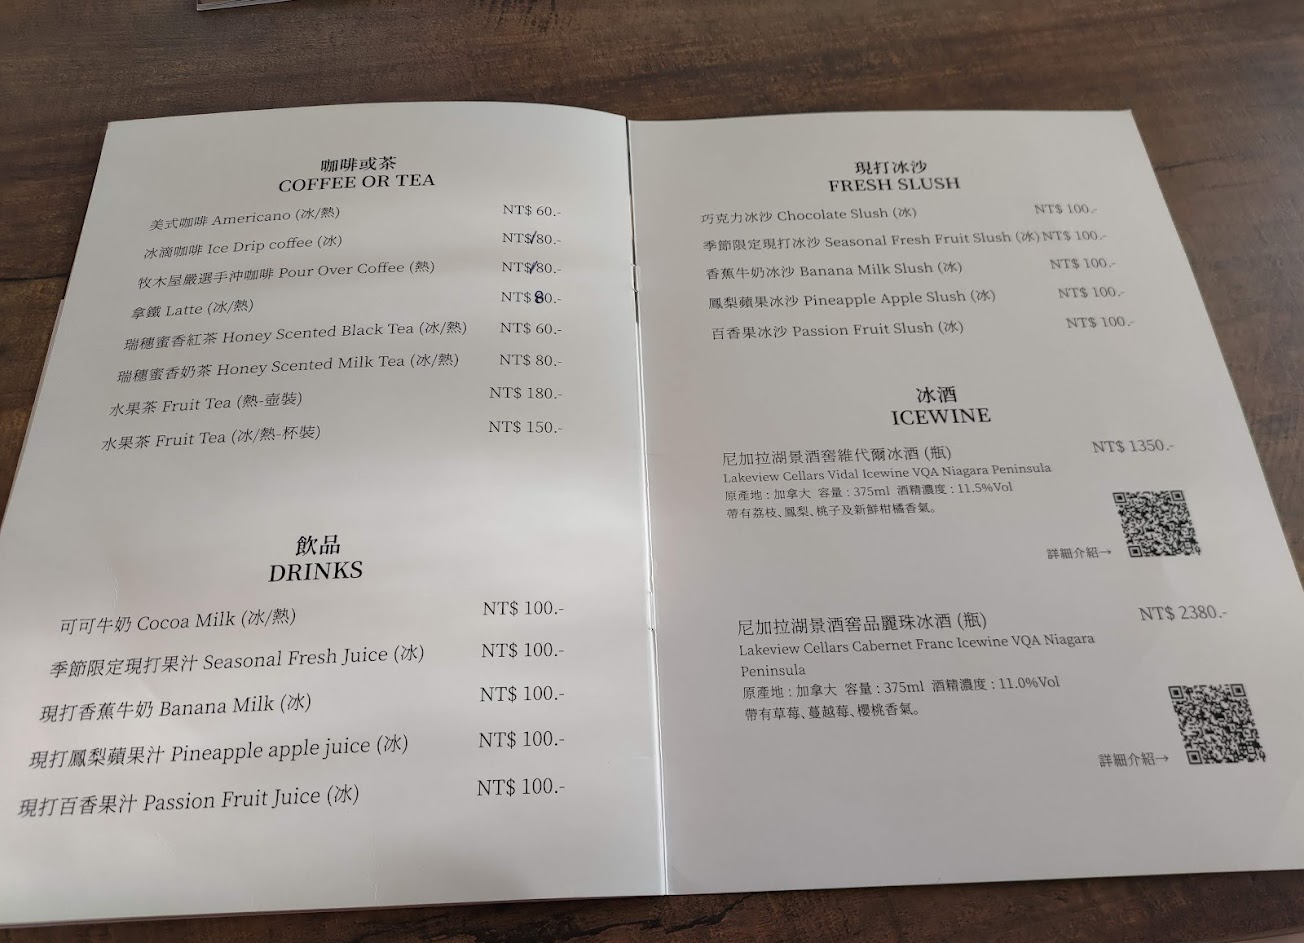 咖啡或茶
COFFEE OR TEA
美式咖啡 Americano (冰/熱) NT$ 60.-
冰滴咖啡 Ice Drip coffee (冰) NT$/80.-
牧木屋嚴選手沖咖啡 Pour Over Coffee (熱) NT$/80.-
拿鐵 Latte (冰/熱) NT$ 80.-
瑞穗蜜香紅茶 Honey Scented Black Tea (冰/熱) NT$ 60.-
瑞穗蜜香奶茶 Honey Scented Milk Tea (冰/熱) NT$ 80.-
水果茶 Fruit Tea (熱-壺裝) NT$ 180.-
水果茶 Fruit Tea (冰/熱-杯裝) NT$ 150.-
飲品
DRINKS
可可牛奶 Cocoa Milk (冰/熱) NT$ 100.-
季節限定現打果汁 Seasonal Fresh Juice (冰) NT$ 100.-
現打香蕉牛奶 Banana Milk (冰) NT$ 100.-
現打鳳梨蘋果汁 Pineapple apple juice (冰) NT$ 100.-
現打百香果汁 Passion Fruit Juice (冰) NT$ 100.-
現打冰沙
FRESH SLUSH
巧克力冰沙 Chocolate Slush (冰) NT$ 100.-
季節限定現打冰沙 Seasonal Fresh Fruit Slush (冰) NT$ 100.-
香蕉牛奶冰沙 Banana Milk Slush (冰) NT$ 100.-
鳳梨蘋果冰沙 Pineapple Apple Slush (冰) NT$ 100.-
百香果冰沙 Passion Fruit Slush (冰) NT$ 100.-
冰酒
ICEWINE
尼加拉湖景酒窖維代爾冰酒 (瓶) NT$ 1350.-
Lakeview Cellars Vidal Icewine VQA Niagara Peninsula
原產地：加拿大 容量：375ml 酒精濃度：11.5%Vol
帶有荔枝、鳳梨、桃子及新鮮柑橘香氣。
詳細介紹→
尼加拉湖景酒窖品麗珠冰酒 (瓶) NT$ 2380.-
Lakeview Cellars Cabernet Franc Icewine VQA Niagara
Peninsula
原產地：加拿大 容量：375ml 酒精濃度：11.0%Vol
帶有草莓、蔓越莓、櫻桃香氣。
詳細介紹→